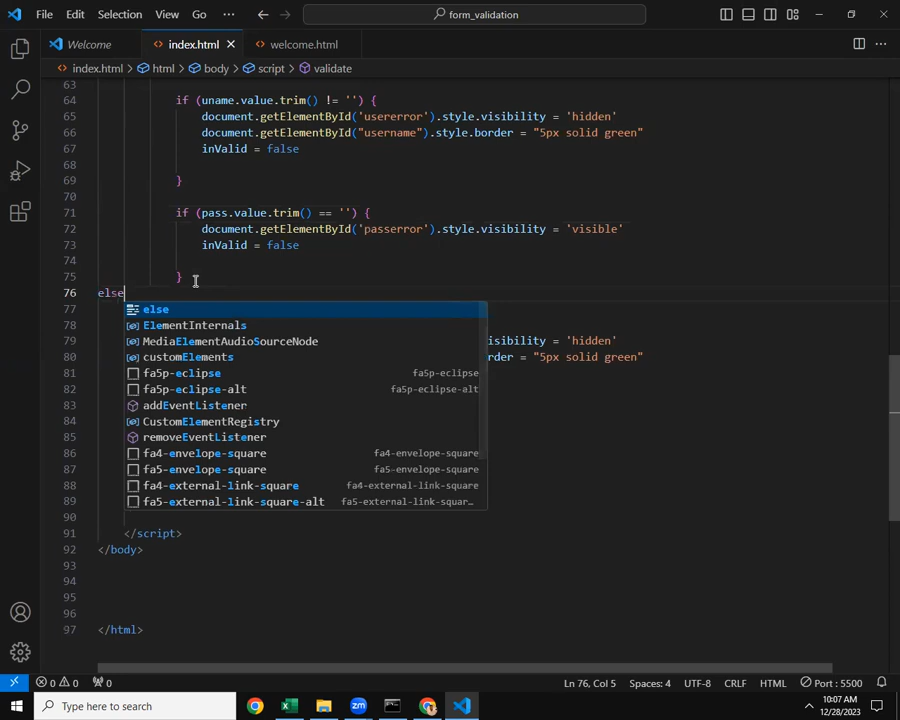 File Edit Selection View Go ··· form_validation
Welcome index.html welcome.html
index.html > html > body > script > validate
63
64 if (uname.value.trim() != '') {
65 document.getElementById('usererror').style.visibility = 'hidden'
66 document.getElementById("username").style.border = "5px solid green"
67 inValid = false
68
69 }
70
71 if (pass.value.trim() == '') {
72 document.getElementById('passerror').style.visibility = 'visible'
73 inValid = false
74
75 }
76 else
77 else
78 ElementInternals
79 MediaElementAudioSourceNode isibility = 'hidden'
80 customElements rder = "5px solid green"
81 fa5p-eclipse fa5p-eclipse
82 fa5p-eclipse-alt fa5p-eclipse-alt
83 addEventListener
84 CustomElementRegistry
85 removeEventListener
86 fa4-envelope-square fa4-envelope-square
87 fa5-envelope-square fa5-envelope-square
88 fa4-external-link-square fa4-external-link-square
89 fa5-external-link-square-alt fa5-external-link-squar…
90
91 </script>
92 </body>
93
94
95
96
97 </html>
0 0 0 Ln 76, Col 5 Spaces: 4 UTF-8 CRLF HTML Port : 5500
Type here to search 10:07 AM
12/28/2023